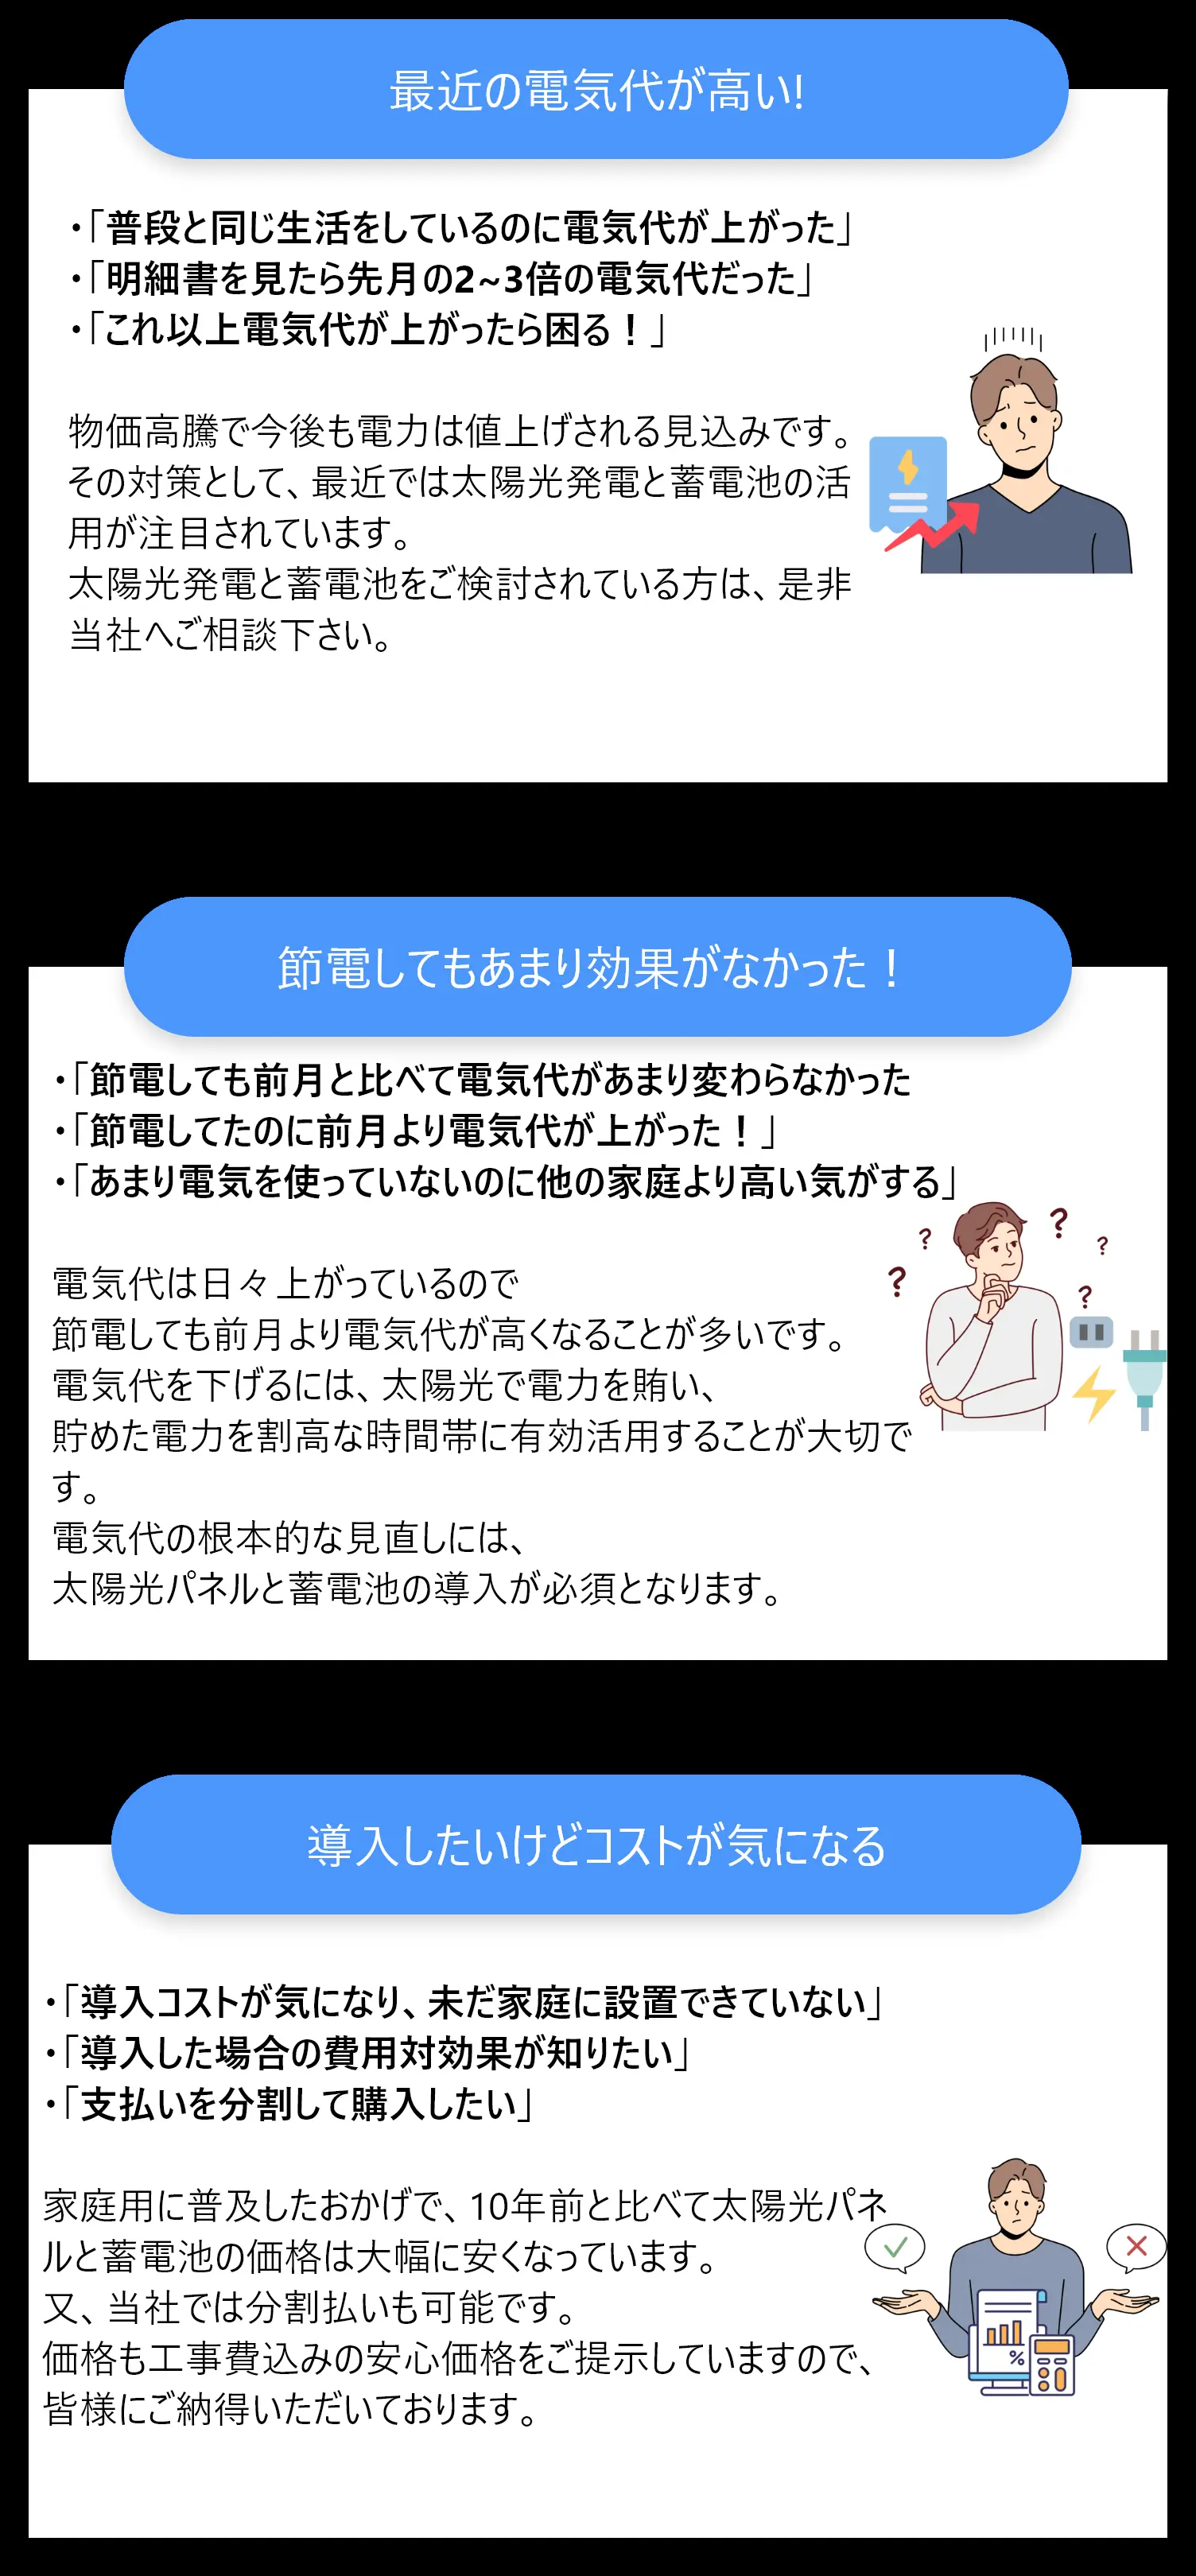 最近の電気代が高い!
・「普段と同じ生活をしているのに電気代が上がった」
・「明細書を見たら先月の2~3倍の電気代だった」
・「これ以上電気代が上がったら困る！」
物価高騰で今後も電力は値上げされる見込みです。
その対策として、最近では太陽光発電と蓄電池の活
用が注目されています。
太陽光発電と蓄電池をご検討されている方は、是非
当社へご相談下さい。
節電してもあまり効果がなかった！
・「節電しても前月と比べて電気代があまり変わらなかった
・「節電してたのに前月より電気代が上がった！」
・「あまり電気を使っていないのに他の家庭より高い気がする」
? ? ? ? ?
電気代は日々上がっているので
節電しても前月より電気代が高くなることが多いです。
電気代を下げるには、太陽光で電力を賄い、
貯めた電力を割高な時間帯に有効活用することが大切で
す。
電気代の根本的な見直しには、
太陽光パネルと蓄電池の導入が必須となります。
導入したいけどコストが気になる
・「導入コストが気になり、未だ家庭に設置できていない」
・「導入した場合の費用対効果が知りたい」
・「支払いを分割して購入したい」
家庭用に普及したおかげで、10年前と比べて太陽光パネ
ルと蓄電池の価格は大幅に安くなっています。
又、当社では分割払いも可能です。
価格も工事費込みの安心価格をご提示していますので、
皆様にご納得いただいております。
%